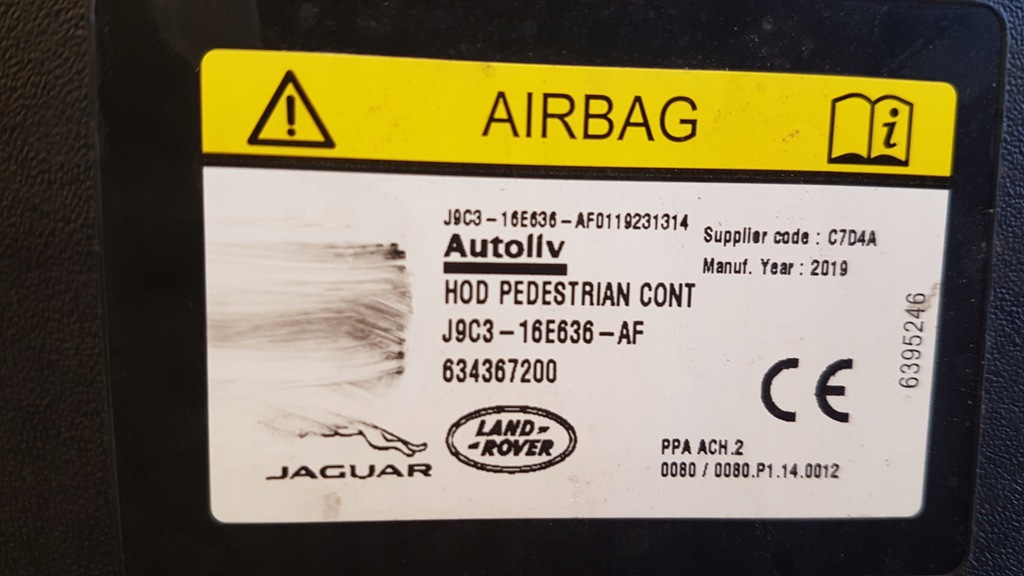 AIRBAG
J9C3-16E636-AF0119231314
Autoliv
HOD PEDESTRIAN CONT
J9C3-16E636-AF
634367200
Supplier code : C7D4A
Manuf. Year : 2019
6395246
CE
JAGUAR
LAND-
-ROVER
PPA ACH.2
0080 / 0080.P1.14.0012